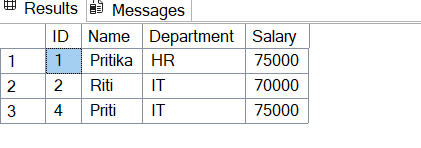 Results Messages
ID Name Department Salary
1 1 Pritika HR 75000
2 2 Riti IT 70000
3 4 Priti IT 75000